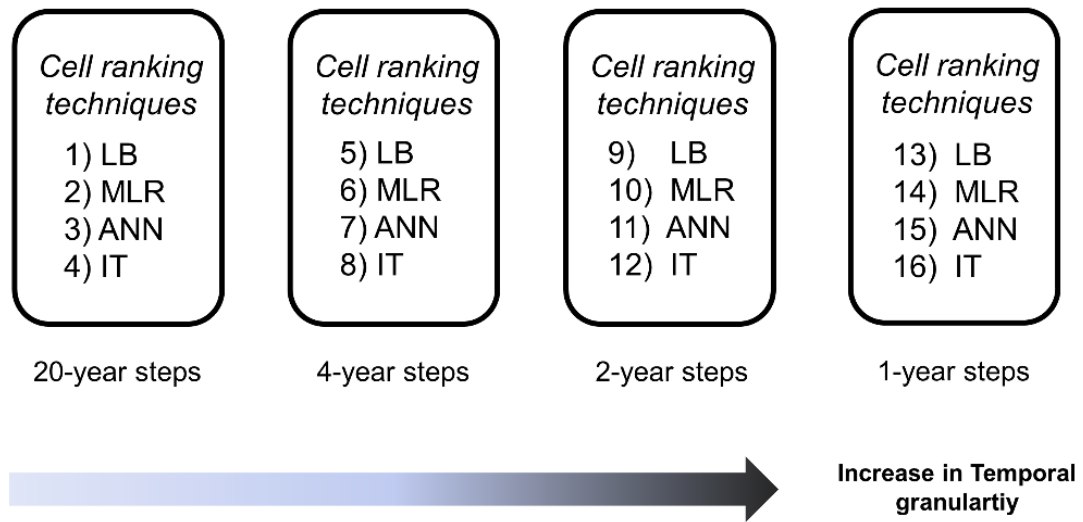 Cell ranking
techniques
1) LB
2) MLR
3) ANN
4) IT
20-year steps
Cell ranking
techniques
5) LB
6) MLR
7) ANN
8) IT
4-year steps
Cell ranking
techniques
9) LB
10) MLR
11) ANN
12) IT
2-year steps
Cell ranking
techniques
13) LB
14) MLR
15) ANN
16) IT
1-year steps
Increase in Temporal
granulartiy